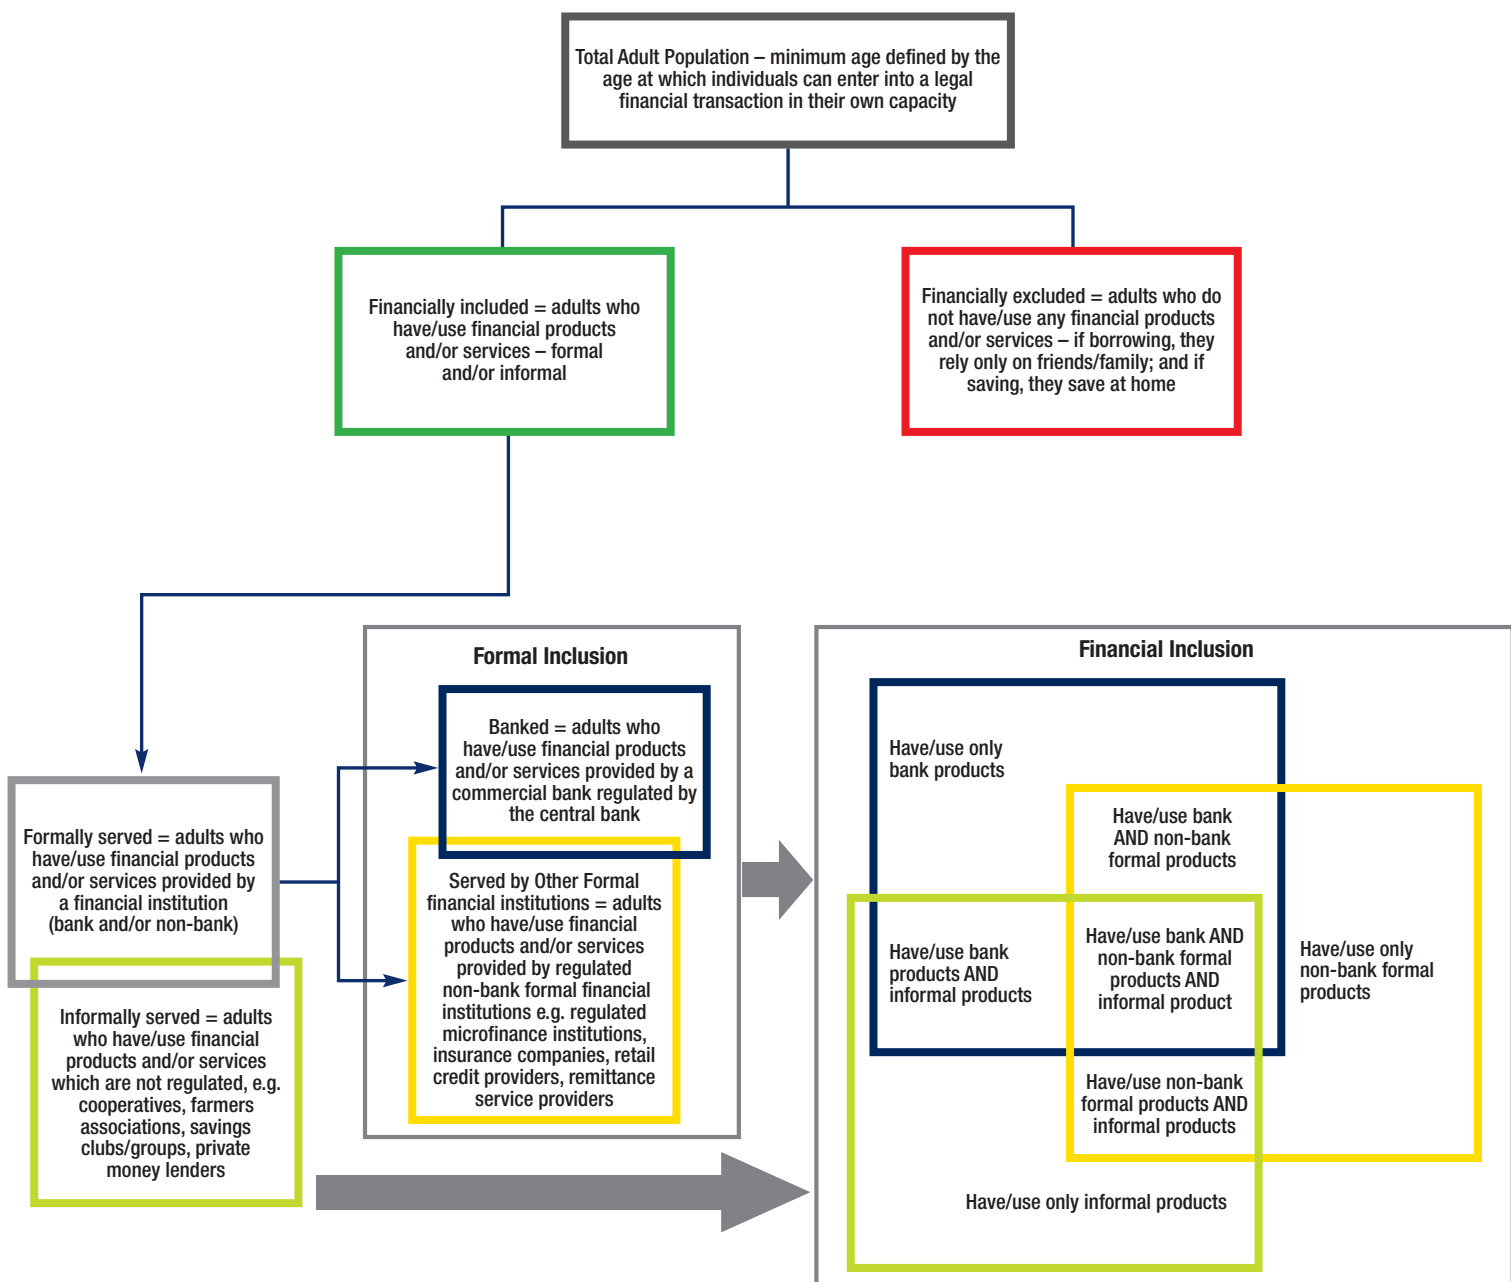 Total Adult Population – minimum age defined by the
age at which individuals can enter into a legal
financial transaction in their own capacity
Financially included = adults who
have/use financial products
and/or services – formal
and/or informal
Financially excluded = adults who do
not have/use any financial products
and/or services – if borrowing, they
rely only on friends/family; and if
saving, they save at home
Formally served = adults who
have/use financial products
and/or services provided by
a financial institution
(bank and/or non-bank)
Informally served = adults
who have/use financial
products and/or services
which are not regulated, e.g.
cooperatives, farmers
associations, savings
clubs/groups, private
money lenders
Formal Inclusion
Banked = adults who
have/use financial products
and/or services provided by a
commercial bank regulated by
the central bank
Served by Other Formal
financial institutions = adults
who have/use financial
products and/or services
provided by regulated
non-bank formal financial
institutions e.g. regulated
microfinance institutions,
insurance companies, retail
credit providers, remittance
service providers
Financial Inclusion
Have/use only
bank products
Have/use bank
AND non-bank
formal products
Have/use bank
products AND
informal products
Have/use bank AND
non-bank formal
products AND
informal product
Have/use only
non-bank formal
products
Have/use non-bank
formal products AND
informal products
Have/use only informal products